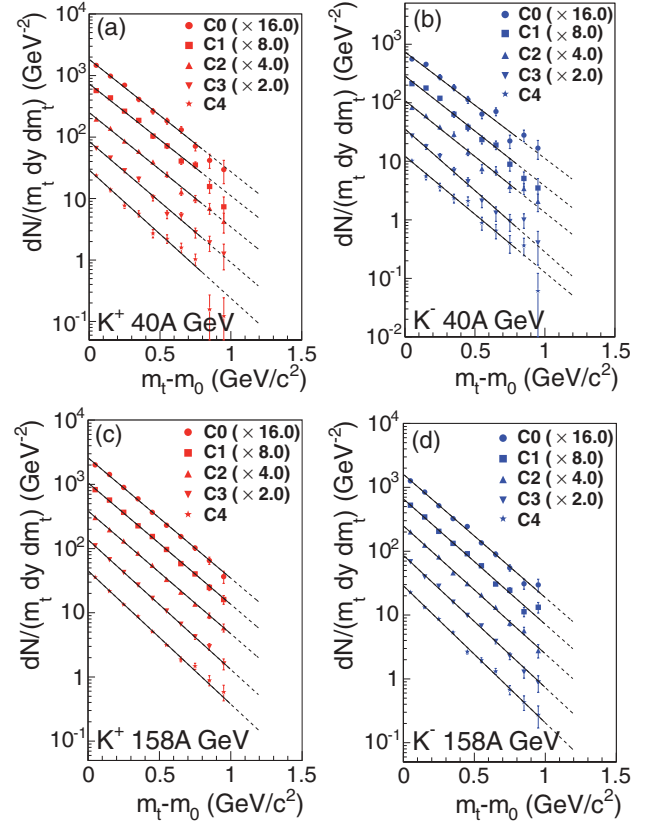 (a)
C0 ( × 16.0)
C1 ( × 8.0)
C2 ( × 4.0)
C3 ( × 2.0)
C4
dN/(m_t dy dm_t) (GeV^-2)
10^4
10^3
10^2
10
1
10^-1
K^+ 40A GeV
0 0.5 1 1.5
m_t-m_0 (GeV/c^2)
(b)
C0 ( × 16.0)
C1 ( × 8.0)
C2 ( × 4.0)
C3 ( × 2.0)
C4
dN/(m_t dy dm_t) (GeV^-2)
10^3
10^2
10
1
10^-1
10^-2
K^- 40A GeV
0 0.5 1 1.5
m_t-m_0 (GeV/c^2)
(c)
C0 ( × 16.0)
C1 ( × 8.0)
C2 ( × 4.0)
C3 ( × 2.0)
C4
dN/(m_t dy dm_t) (GeV^-2)
10^4
10^3
10^2
10
1
10^-1
K^+ 158A GeV
0 0.5 1 1.5
m_t-m_0 (GeV/c^2)
(d)
C0 ( × 16.0)
C1 ( × 8.0)
C2 ( × 4.0)
C3 ( × 2.0)
C4
dN/(m_t dy dm_t) (GeV^-2)
10^4
10^3
10^2
10
1
10^-1
K^- 158A GeV
0 0.5 1 1.5
m_t-m_0 (GeV/c^2)